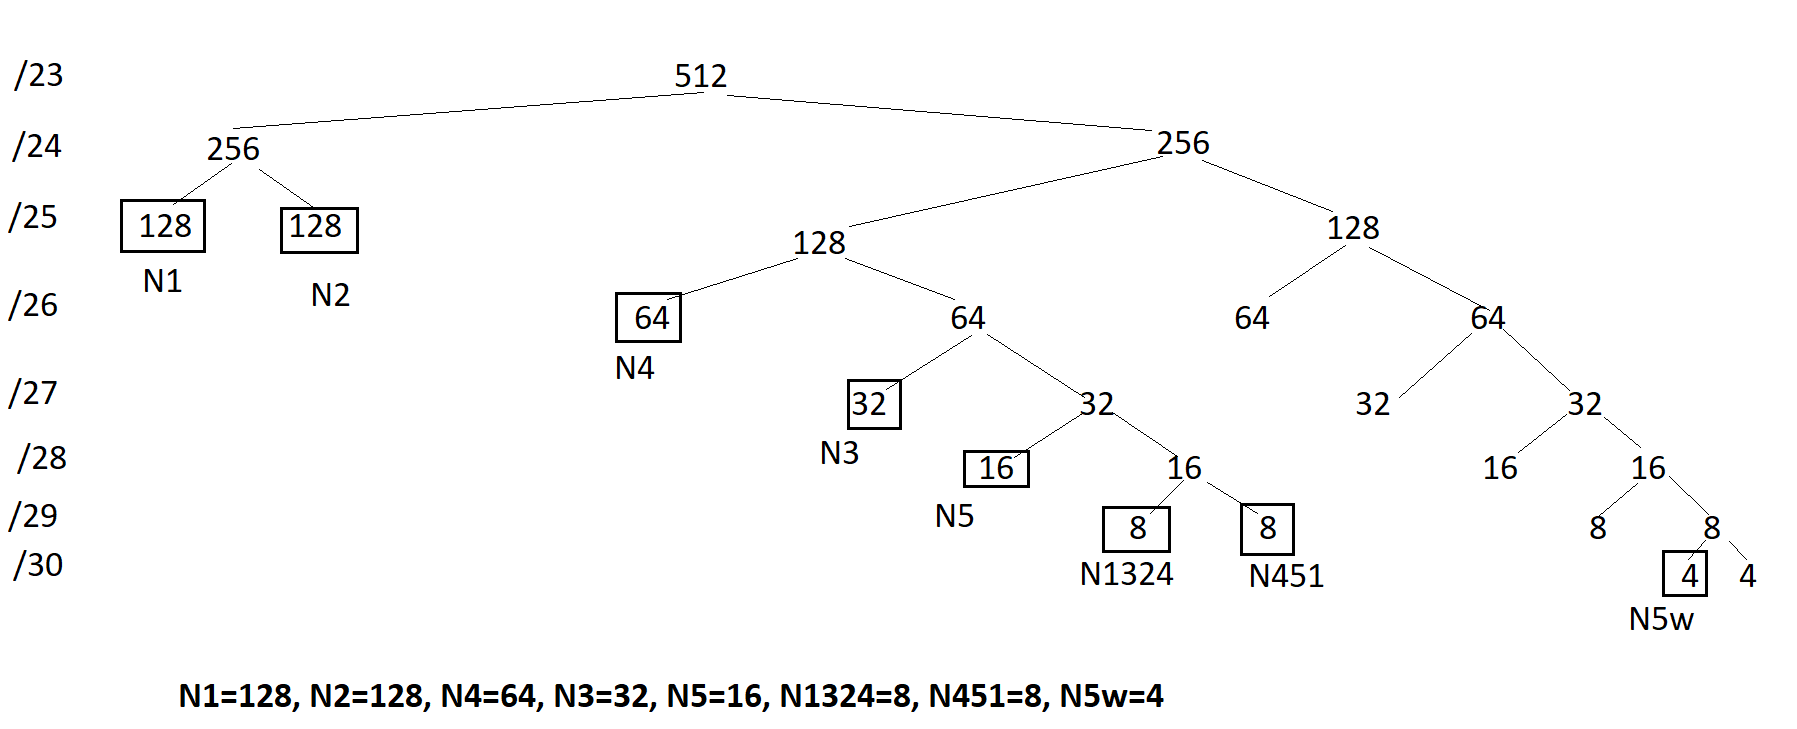 /23 512
/24 256 256
/25 128 128 128 128
N1 N2
/26 64 64 64 64
N4
/27 32 32 32 32
N3
/28 16 16 16 16
/29 N5 8 8 8 8
/30 N1324 N451 4 4
N5w
N1=128, N2=128, N4=64, N3=32, N5=16, N1324=8, N451=8, N5w=4